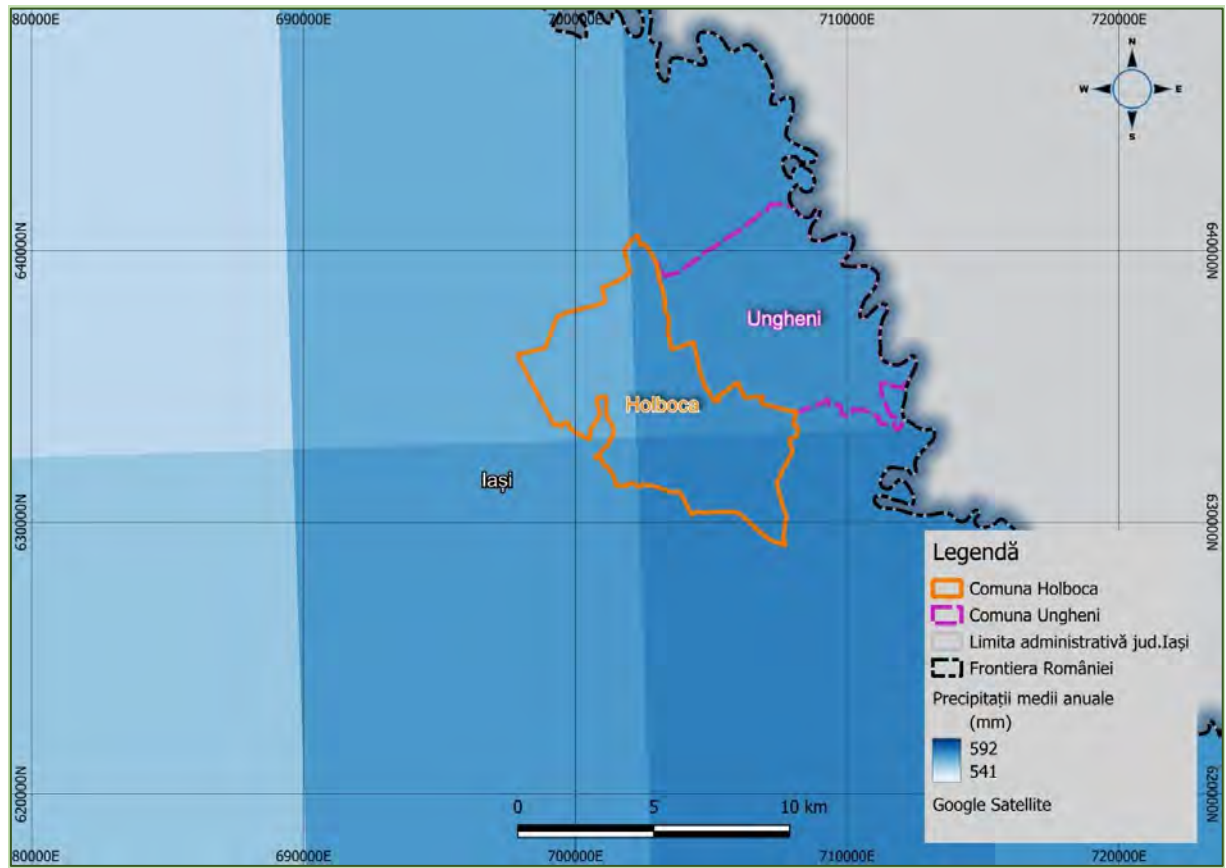 80000E 690000E 700000E 710000E 720000E
N
W E
S
640000N 640000N
Ungheni
Holboca
Iași
630000N 630000N
Legendă
Comuna Holboca
Comuna Ungheni
Limita administrativă jud.Iași
Frontiera României
Precipitații medii anuale
(mm)
592
541
Google Satellite
620000N 620000N
0 5 10 km
80000E 690000E 700000E 710000E 720000E